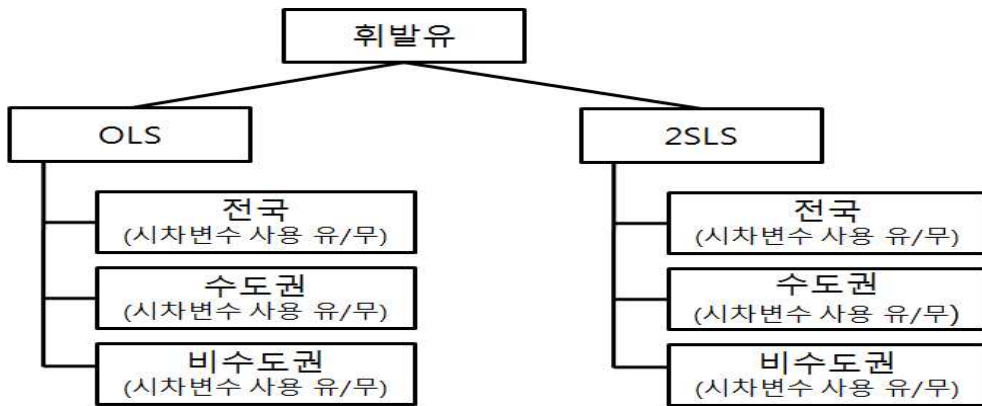 휘발유
OLS
전국
(시차변수 사용 유/무)
수도권
(시차변수 사용 유/무)
비수도권
(시차변수 사용 유/무)
2SLS
전국
(시차변수 사용 유/무)
수도권
(시차변수 사용 유/무)
비수도권
(시차변수 사용 유/무)